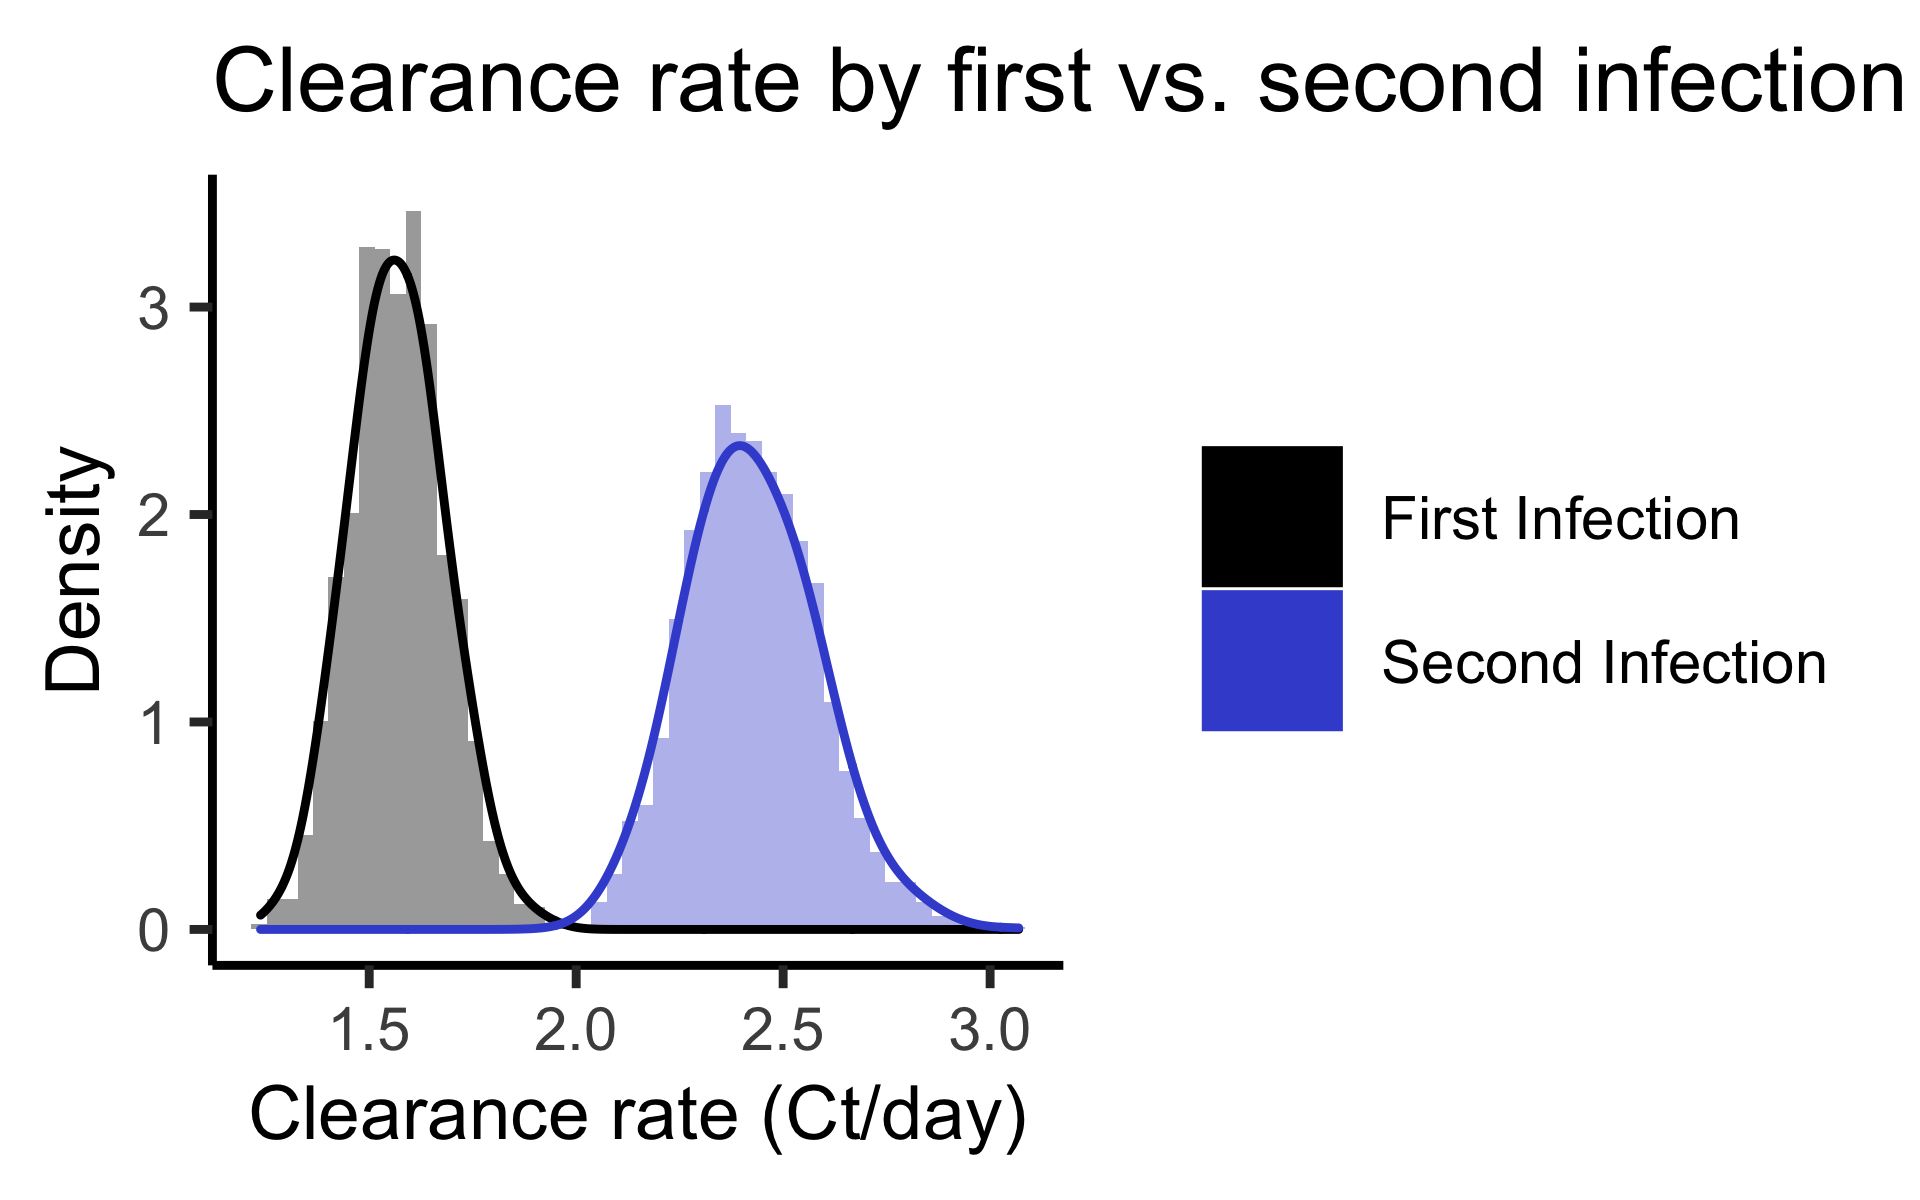 Clearance rate by first vs. second infection
Density
3
2
1
0
1.5 2.0 2.5 3.0
Clearance rate (Ct/day)
First Infection
Second Infection